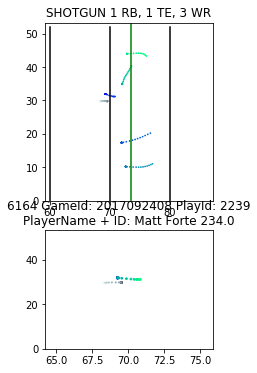 SHOTGUN 1 RB, 1 TE, 3 WR
50
40
30
20
10
0
60 70 80
6164 GameId: 2017092408 PlayId: 2239
PlayerName + ID: Matt Forte 234.0
40
20
0
65.0 67.5 70.0 72.5 75.0